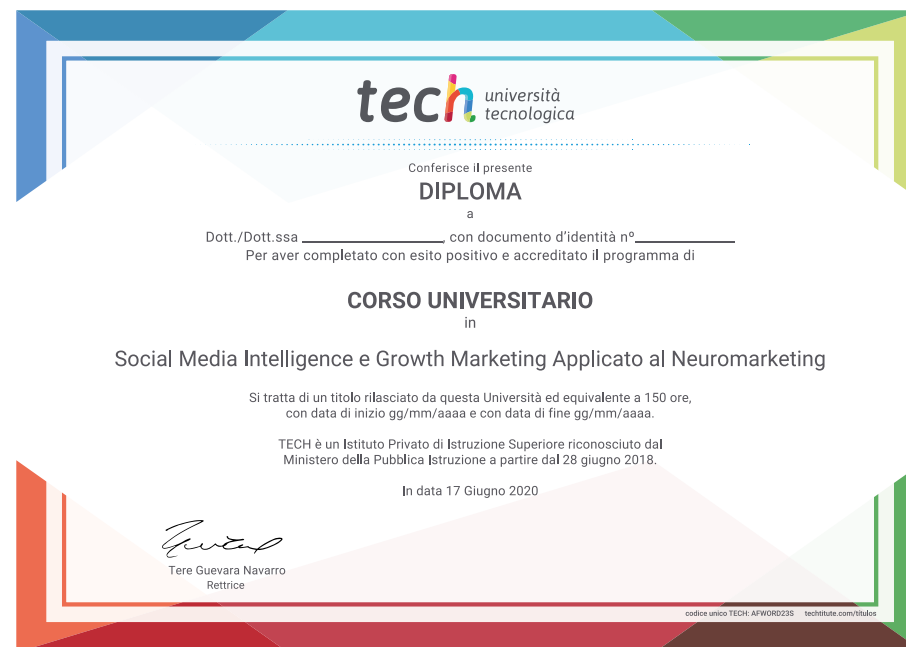 tech università
tecnologica
Conferisce il presente
DIPLOMA
a
Dott./Dott.ssa ____________________, con documento d'identità nº______________
Per aver completato con esito positivo e accreditato il programma di
CORSO UNIVERSITARIO
in
Social Media Intelligence e Growth Marketing Applicato al Neuromarketing
Si tratta di un titolo rilasciato da questa Università ed equivalente a 150 ore,
con data di inizio gg/mm/aaaa e con data di fine gg/mm/aaaa.
TECH è un Istituto Privato di Istruzione Superiore riconosciuto dal
Ministero della Pubblica Istruzione a partire dal 28 giugno 2018.
In data 17 Giugno 2020
Tere Guevara Navarro
Rettrice
codice unico TECH: AFWORD23S techtitute.com/titulos